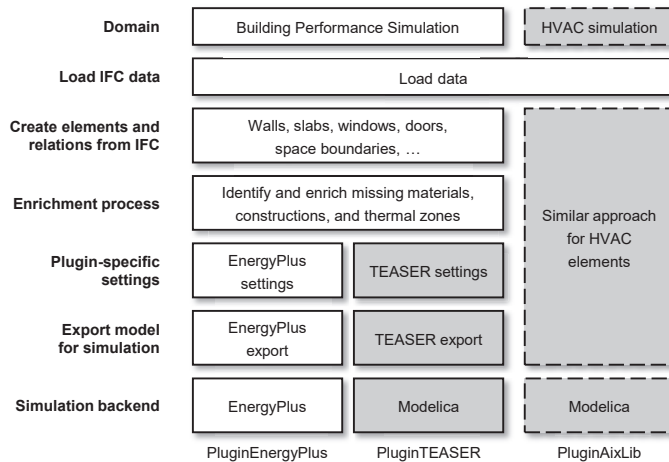 Domain
Building Performance Simulation
HVAC simulation
Load IFC data
Load data
Create elements and
relations from IFC
Walls, slabs, windows, doors,
space boundaries, …
Enrichment process
Identify and enrich missing materials,
constructions, and thermal zones
Similar approach
for HVAC
elements
Plugin-specific
settings
EnergyPlus
settings
TEASER settings
Export model
for simulation
EnergyPlus
export
TEASER export
Simulation backend
EnergyPlus
Modelica
Modelica
PluginEnergyPlus
PluginTEASER
PluginAixLib